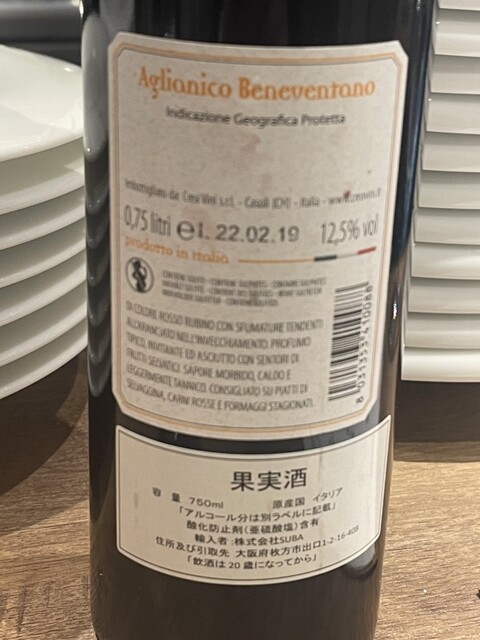 Aglianico Beneventano
Indicazione Geografica Protetta
Imbottigliato da Crea Vini s.r.l. - Casoli (CH) - Italia -
0,75 litri ℮ L. 22.02.19 12,5% vol
prodotto in italia
DI COLORE ROSSO RUBINO CON SFUMATURE TENDENTI
ALL'ARANCIATO NELL'INVECCHIAMENTO. PROFUMO
TIPICO, INVITANTE ED ASCIUTTO CON SENTORI DI
FRUTTI SELVATICI. SAPORE MORBIDO, CALDO E
LEGGERMENTE TANNICO. CONSIGLIATO SU PIATTI DI
SELVAGGINA, CARNI ROSSE E FORMAGGI STAGIONATI.
8 031353 410088
果実酒
容 量 750ml 原産国 イタリア
「アルコール分は別ラベルに記載」
酸化防止剤(亜硫酸塩)含有
輸入者:株式会社SUBA
住所及び引取先 大阪府枚方市出口1-2-16-408
「飲酒は20歳になってから」